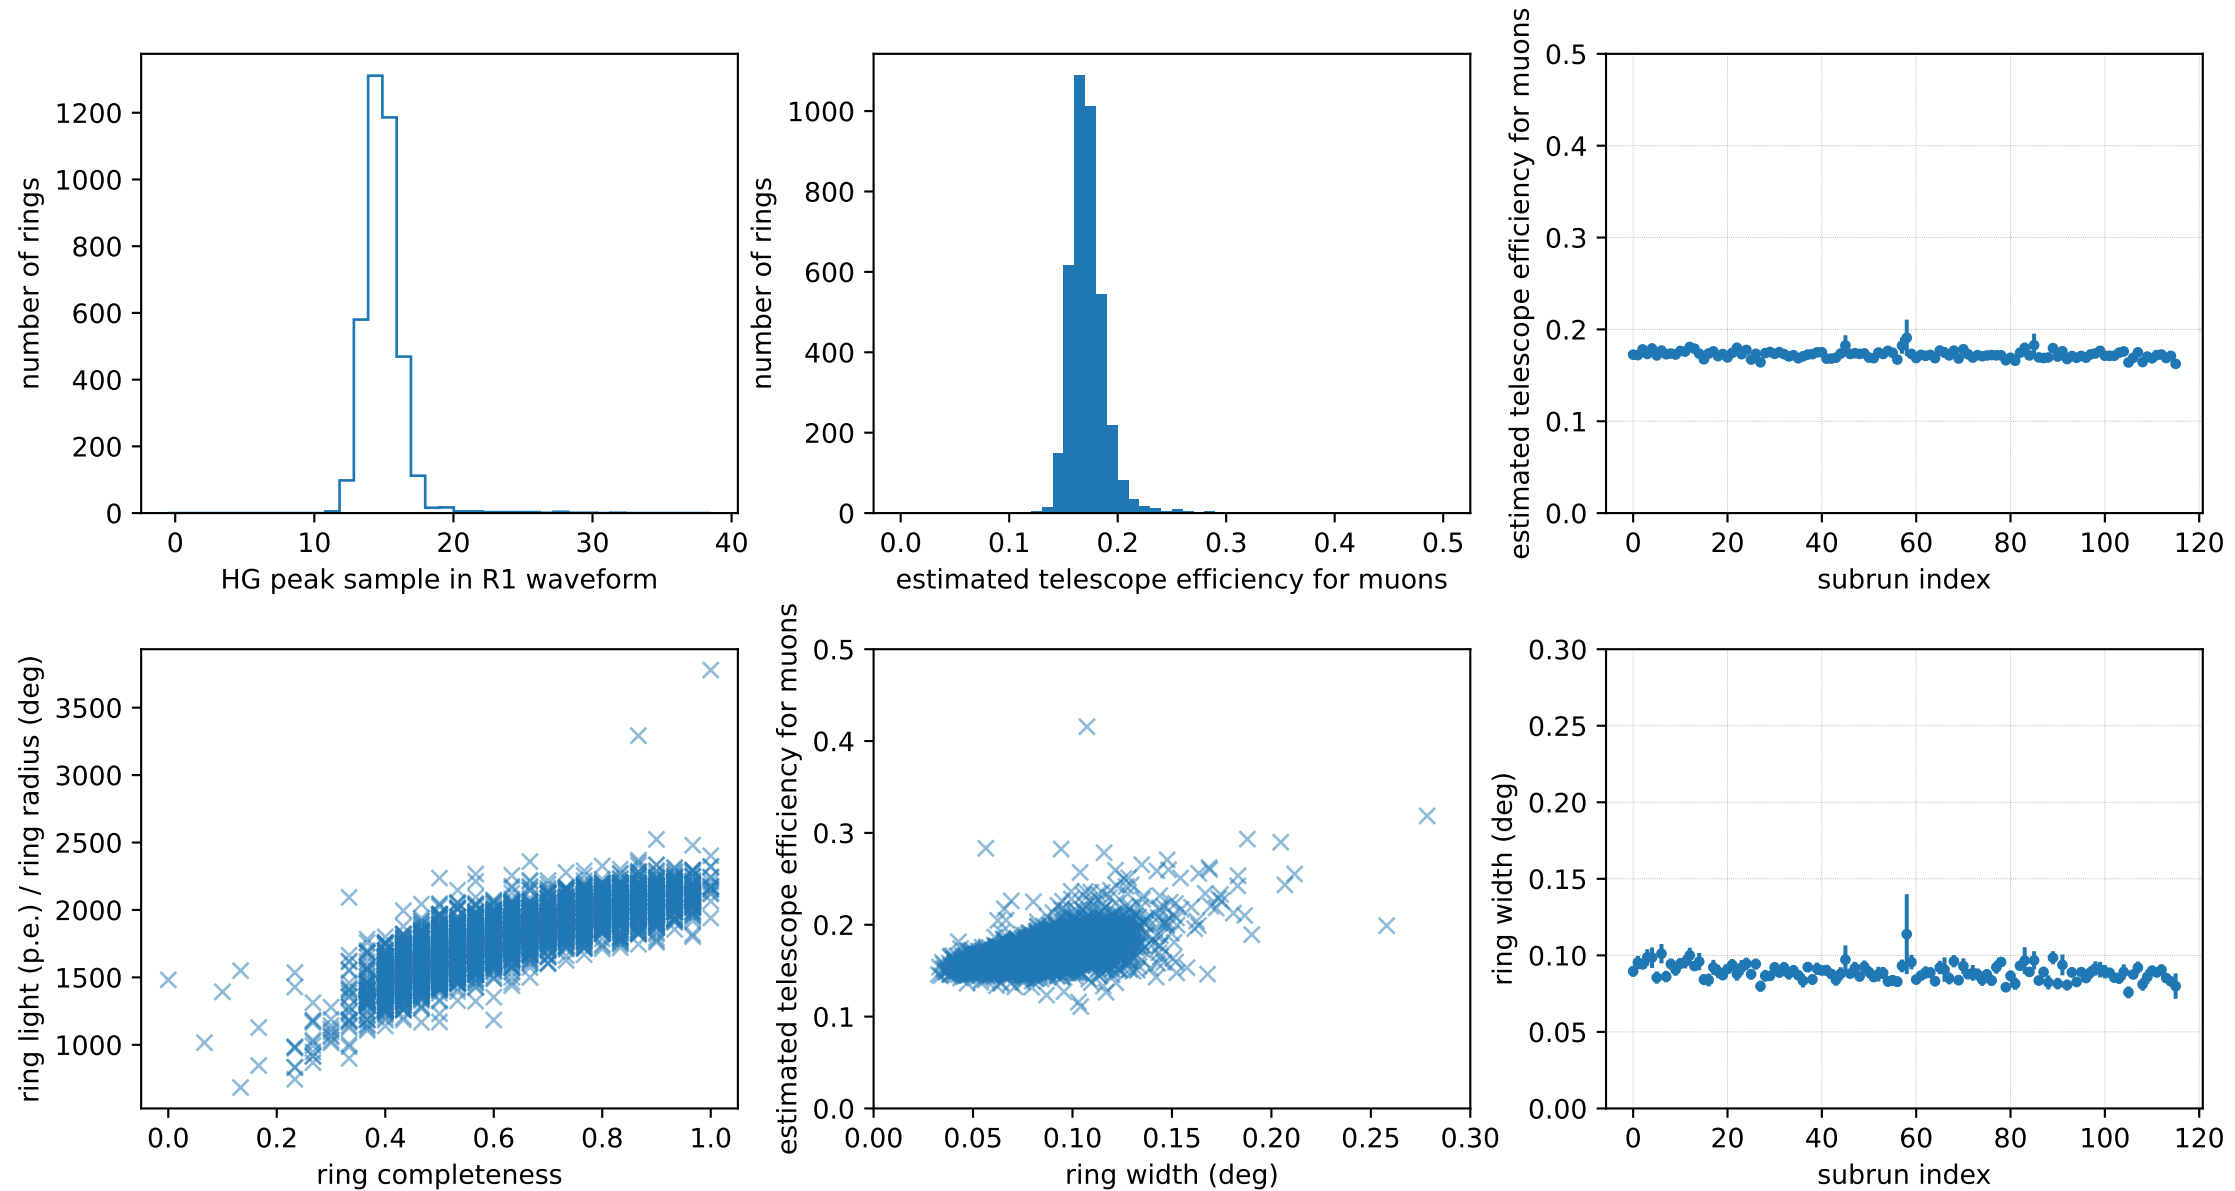 number of rings
1200
1000
800
600
400
200
0
0 10 20 30 40
HG peak sample in R1 waveform
number of rings
1000
800
600
400
200
0
0.0 0.1 0.2 0.3 0.4 0.5
estimated telescope efficiency for muons
estimated telescope efficiency for muons
0.5
0.4
0.3
0.2
0.1
0.0
0 20 40 60 80 100 120
subrun index
ring light (p.e.) / ring radius (deg)
3500
3000
2500
2000
1500
1000
0.0 0.2 0.4 0.6 0.8 1.0
ring completeness
estimated telescope efficiency for muons
0.5
0.4
0.3
0.2
0.1
0.0
0.00 0.05 0.10 0.15 0.20 0.25 0.30
ring width (deg)
ring width (deg)
0.30
0.25
0.20
0.15
0.10
0.05
0.00
0 20 40 60 80 100 120
subrun index